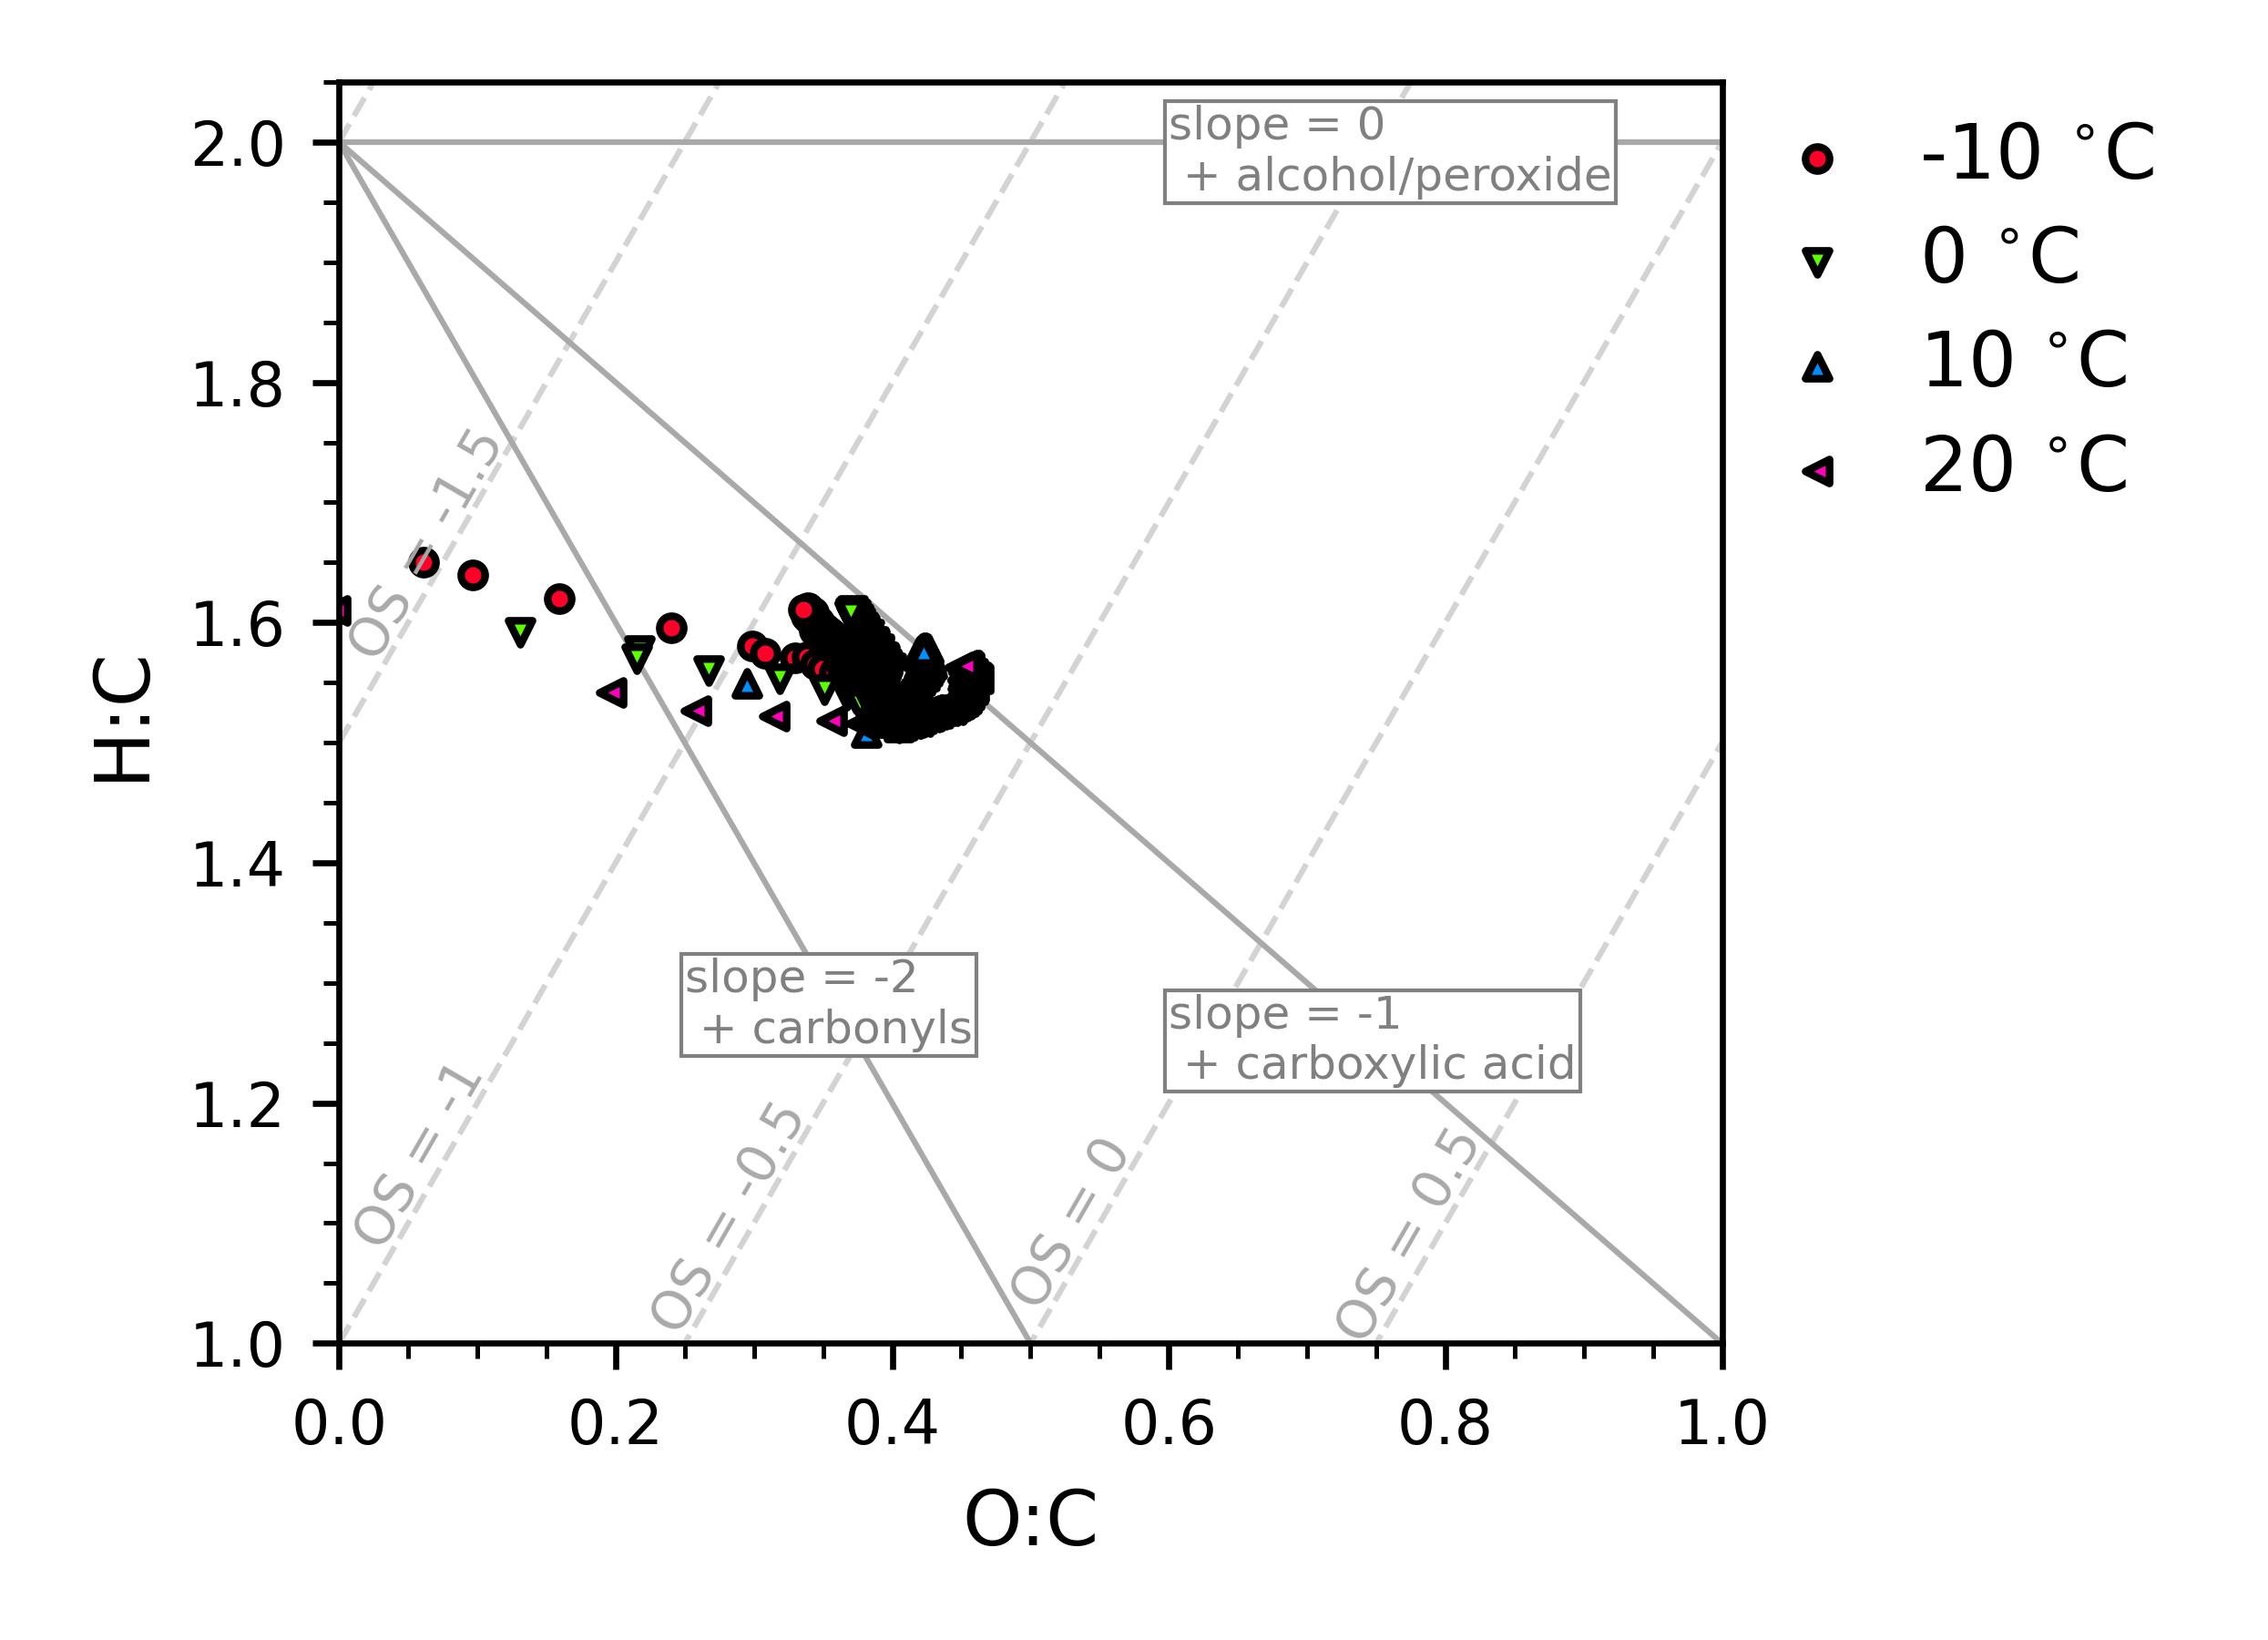 slope = 0
+ alcohol/peroxide
-10 °C
0 °C
10 °C
20 °C
2.0
1.8
1.6
1.4
1.2
1.0
H:C
OS = -1.5
OS = -1
OS = -0.5
OS = 0
OS = 0.5
slope = -2
+ carbonyls
slope = -1
+ carboxylic acid
0.0
0.2
0.4
0.6
0.8
1.0
O:C